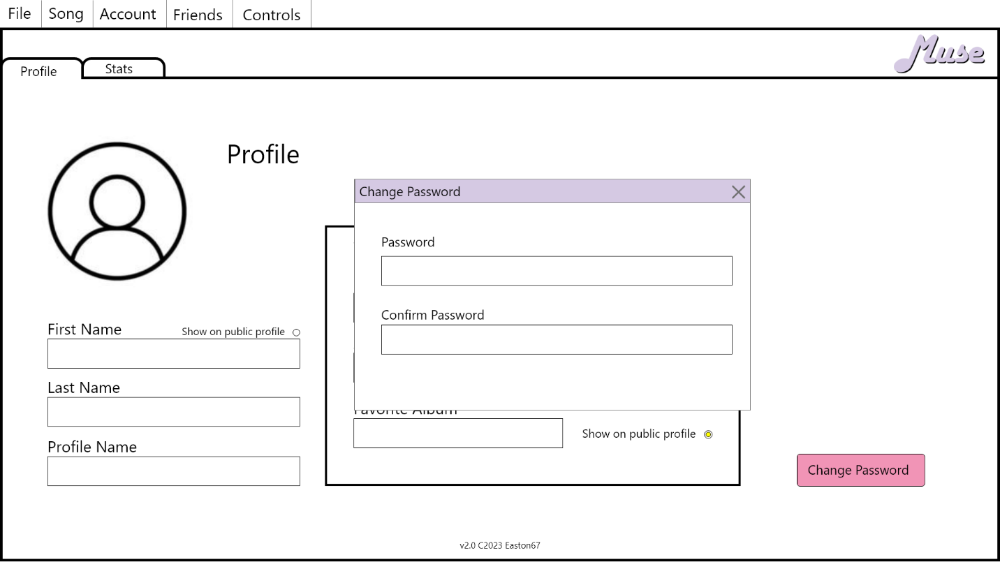 File Song Account Friends Controls
Muse
Profile Stats
Profile
Change Password
Password
Confirm Password
First Name Show on public profile
Last Name
Favorite Album
Show on public profile
Profile Name
Change Password
v2.0 C2023 Easton67